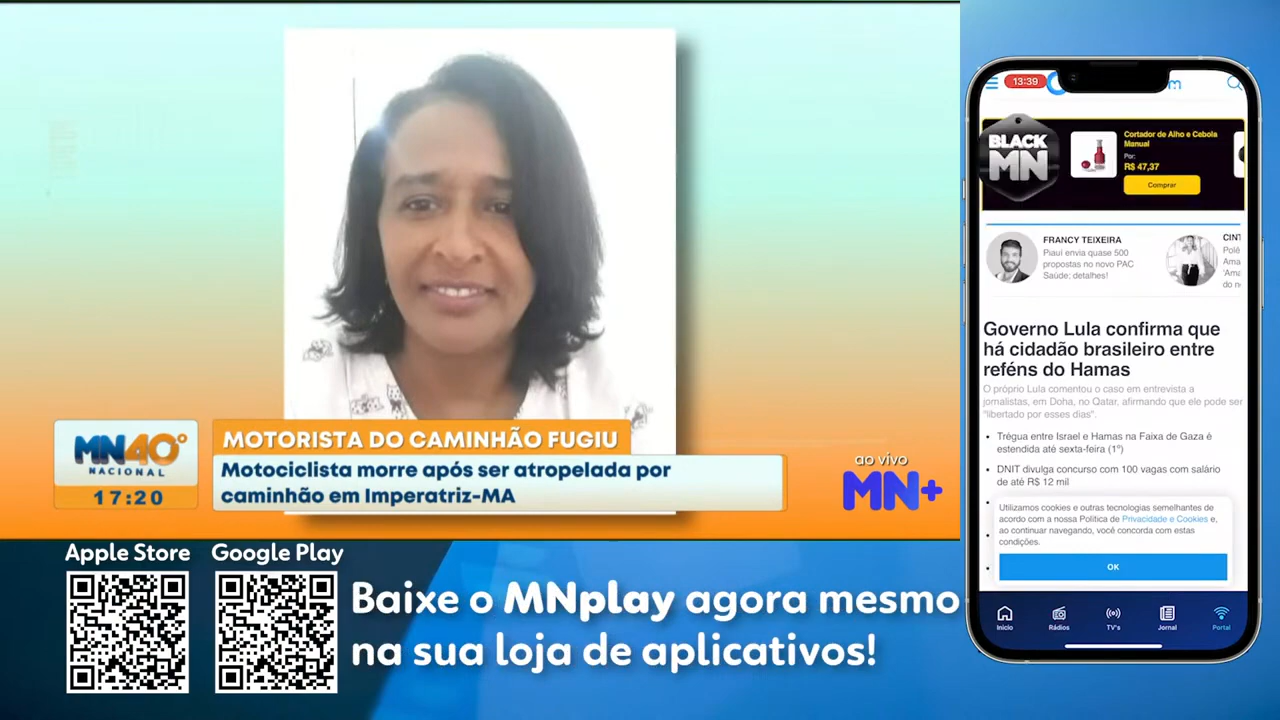 MOTORISTA DO CAMINHÃO FUGIU
Motociclista morre após ser atropelada por
caminhão em Imperatriz-MA
MN40°
NACIONAL
17:20
ao vivo
MN+
Apple Store
Google Play
Baixe o MNplay agora mesmo
na sua loja de aplicativos!
13:39
BLACK
MN
Cortador de Alho e Cebola
Manual
Por:
R$ 47,37
Comprar
FRANCY TEIXEIRA
Piauí envia quase 500
propostas no novo PAC
Saúde; detalhes!
CINT
Polê
Ama
'Ama
do n
Governo Lula confirma que
há cidadão brasileiro entre
reféns do Hamas
O próprio Lula comentou o caso em entrevista a
jornalistas, em Doha, no Qatar, afirmando que ele pode ser
"libertado por esses dias".
• Trégua entre Israel e Hamas na Faixa de Gaza é
estendida até sexta-feira (1º)
• DNIT divulga concurso com 100 vagas com salário
de até R$ 12 mil
Utilizamos cookies e outras tecnologias semelhantes de
acordo com a nossa Política de Privacidade e Cookies e,
ao continuar navegando, você concorda com estas
condições.
OK
Início
Rádios
TV's
Jornal
Portal